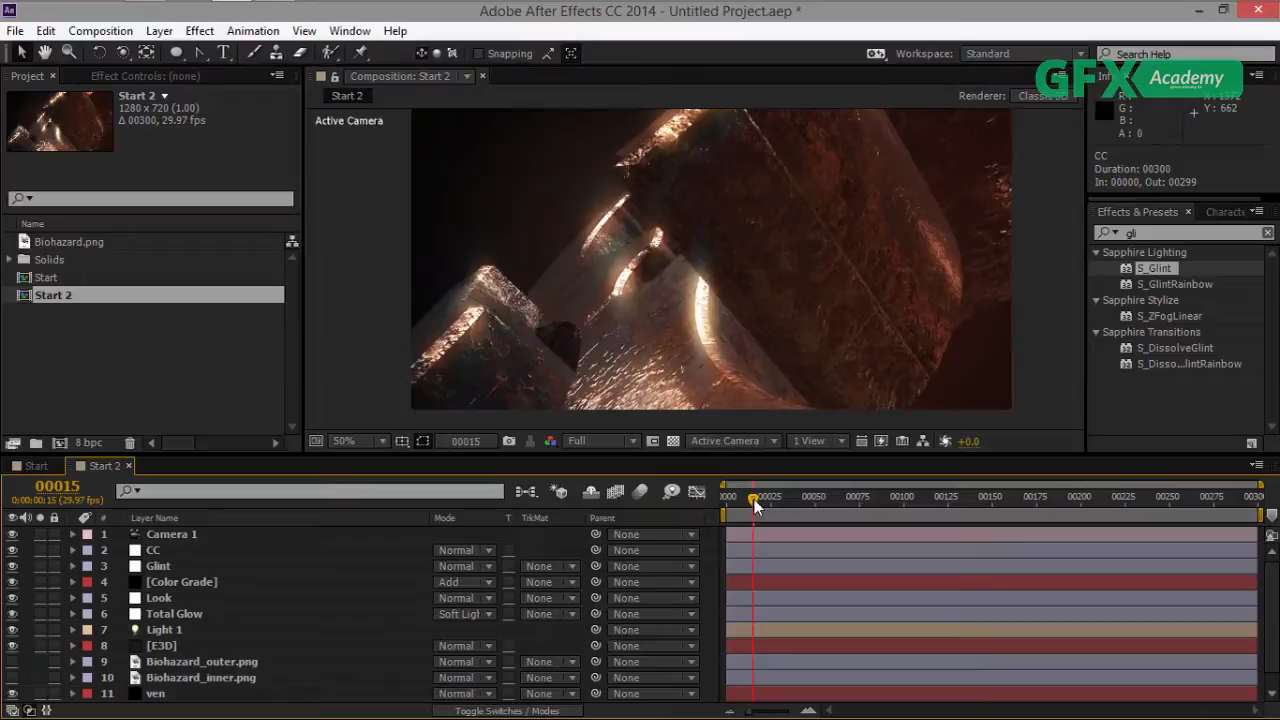 Ae Adobe After Effects CC 2014 - Untitled Project.aep *
File Edit Composition Layer Effect Animation View Window Help
Snapping Workspace: Standard Search Help
Project Effect Controls: (none) Composition: Start 2
GFX Academy
Start 2
1280 x 720 (1.00)
Δ 00300, 29.97 fps
Start 2 Renderer:
Active Camera
R :
G :
B :
A : 0
Y : 662
CC
Duration: 00300
In: 00000, Out: 00299
Effects & Presets Charact
gli
Name
Biohazard.png
Solids
Start
Start 2
Sapphire Lighting
S_Glint
S_GlintRainbow
Sapphire Stylize
S_ZFogLinear
Sapphire Transitions
S_DissolveGlint
S_Disso...lintRainbow
8 bpc
50% 00015 Full Active Camera 1 View +0.0
Start Start 2
00015
0;00;00;15 (29.97 fps)
0000 00025 00050 00075 00100 00125 00150 00175 00200 00225 00250 00275 0030
# Layer Name Mode T TrkMat Parent
1 Camera 1 None
2 CC Normal None
3 Glint Normal None None
4 [Color Grade] Add None None
5 Look Normal None None
6 Total Glow Soft Ligh None None
7 Light 1 None
8 [E3D] Normal None None
9 Biohazard_outer.png Normal None None
10 Biohazard_inner.png Normal None None
11 ven Normal None None
Toggle Switches / Modes